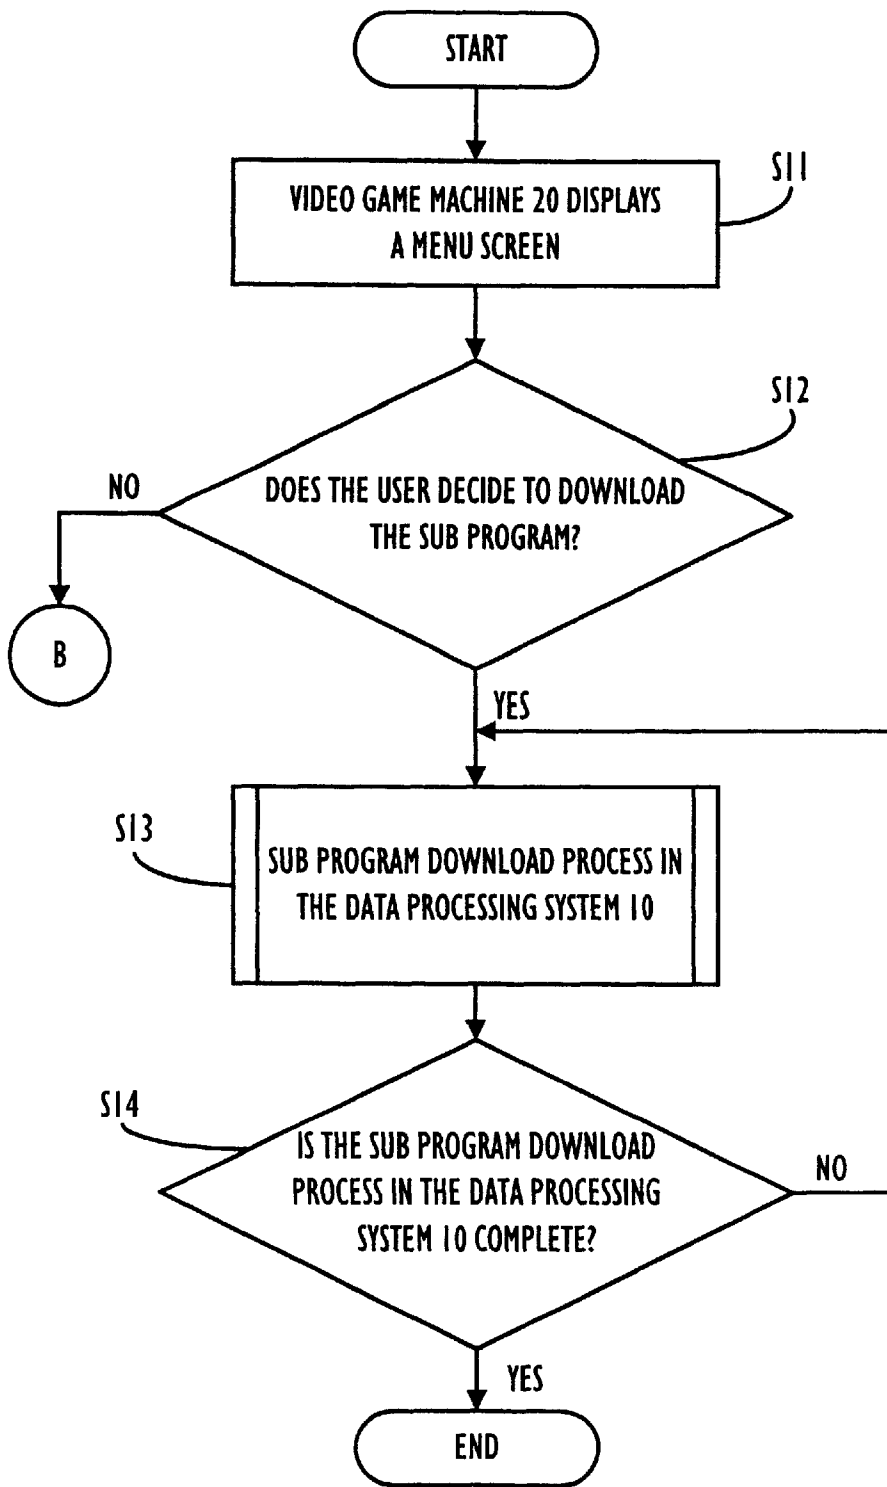 START
S11
VIDEO GAME MACHINE 20 DISPLAYS
A MENU SCREEN
S12
NO
DOES THE USER DECIDE TO DOWNLOAD
THE SUB PROGRAM?
B
YES
S13
SUB PROGRAM DOWNLOAD PROCESS IN
THE DATA PROCESSING SYSTEM 10
S14
IS THE SUB PROGRAM DOWNLOAD
PROCESS IN THE DATA PROCESSING
SYSTEM 10 COMPLETE?
NO
YES
END